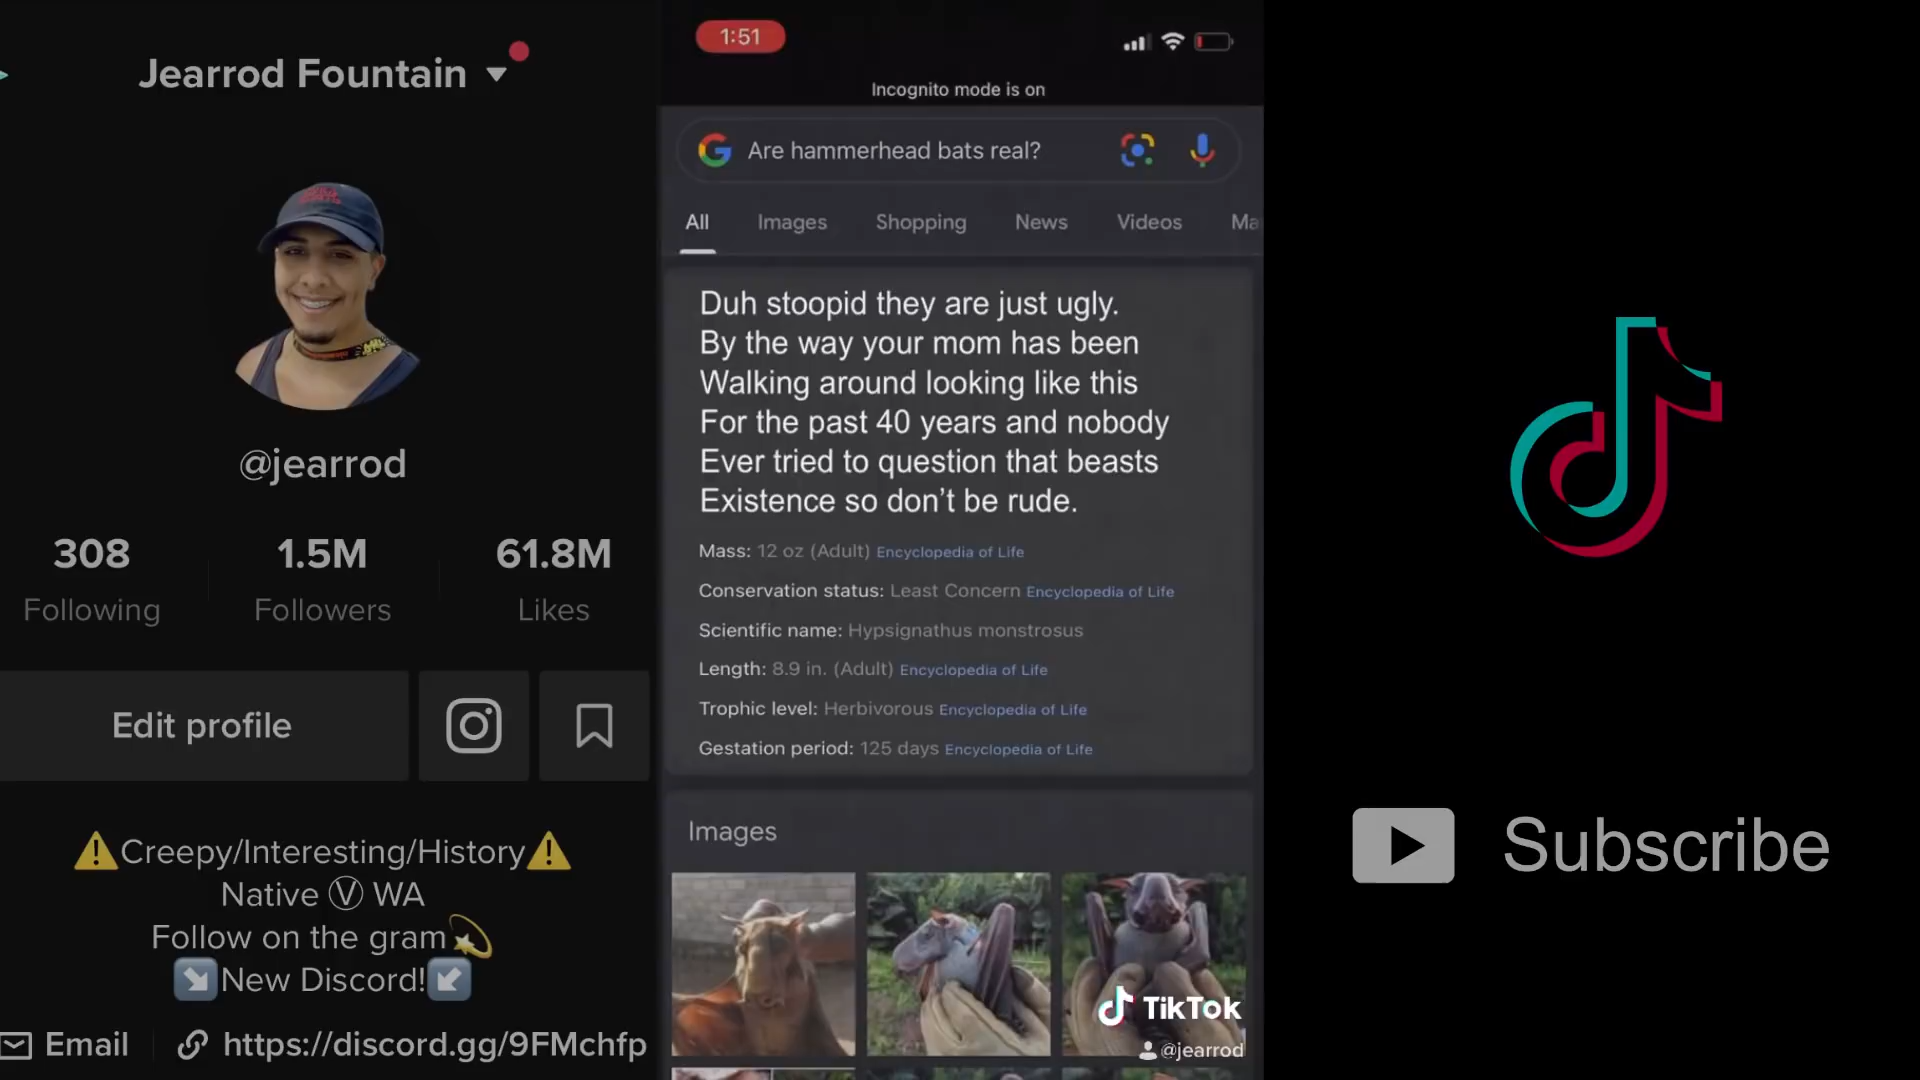 Jearrod Fountain
@jearrod
308
Following
1.5M
Followers
61.8M
Likes
Edit profile
Creepy/Interesting/History
Native Ⓥ WA
Follow on the gram
New Discord!
Email
https://discord.gg/9FMchfp
1:51
Incognito mode is on
Are hammerhead bats real?
All
Images
Shopping
News
Videos
Ma
Duh stoopid they are just ugly.
By the way your mom has been
Walking around looking like this
For the past 40 years and nobody
Ever tried to question that beasts
Existence so don’t be rude.
Mass: 12 oz (Adult) Encyclopedia of Life
Conservation status: Least Concern Encyclopedia of Life
Scientific name: Hypsignathus monstrosus
Length: 8.9 in. (Adult) Encyclopedia of Life
Trophic level: Herbivorous Encyclopedia of Life
Gestation period: 125 days Encyclopedia of Life
Images
TikTok
@jearrod
Subscribe